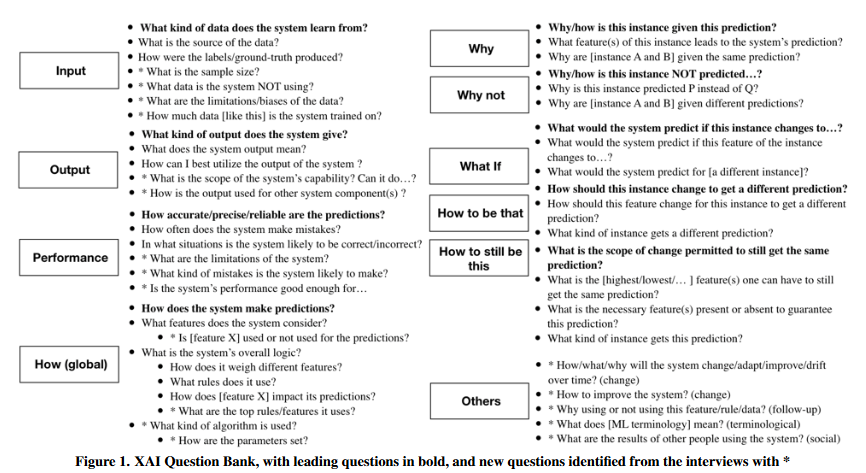 Input
• What kind of data does the system learn from?
• What is the source of the data?
• How were the labels/ground-truth produced?
• * What is the sample size?
• * What data is the system NOT using?
• * What are the limitations/biases of the data?
• * How much data [like this] is the system trained on?
Output
• What kind of output does the system give?
• What does the system output mean?
• How can I best utilize the output of the system ?
• * What is the scope of the system's capability? Can it do…?
• * How is the output used for other system component(s) ?
Performance
• How accurate/precise/reliable are the predictions?
• How often does the system make mistakes?
• In what situations is the system likely to be correct/incorrect?
• * What are the limitations of the system?
• * What kind of mistakes is the system likely to make?
• * Is the system's performance good enough for…
How (global)
• How does the system make predictions?
• What features does the system consider?
• * Is [feature X] used or not used for the predictions?
• What is the system's overall logic?
• How does it weigh different features?
• What rules does it use?
• How does [feature X] impact its predictions?
• * What are the top rules/features it uses?
• * What kind of algorithm is used?
• * How are the parameters set?
Why
• Why/how is this instance given this prediction?
• What feature(s) of this instance leads to the system's prediction?
• Why are [instance A and B] given the same prediction?
Why not
• Why/how is this instance NOT predicted…?
• Why is this instance predicted P instead of Q?
• Why are [instance A and B] given different predictions?
What If
• What would the system predict if this instance changes to…?
• What would the system predict if this feature of the instance
changes to…?
• What would the system predict for [a different instance]?
How to be that
• How should this instance change to get a different prediction?
• How should this feature change for this instance to get a different
prediction?
• What kind of instance gets a different prediction?
How to still be
this
• What is the scope of change permitted to still get the same
prediction?
• What is the [highest/lowest/… ] feature(s) one can have to still
get the same prediction?
• What is the necessary feature(s) present or absent to guarantee
this prediction?
• What kind of instance gets this prediction?
Others
• * How/what/why will the system change/adapt/improve/drift
over time? (change)
• * How to improve the system? (change)
• * Why using or not using this feature/rule/data? (follow-up)
• * What does [ML terminology] mean? (terminological)
• * What are the results of other people using the system? (social)
Figure 1. XAI Question Bank, with leading questions in bold, and new questions identified from the interviews with *